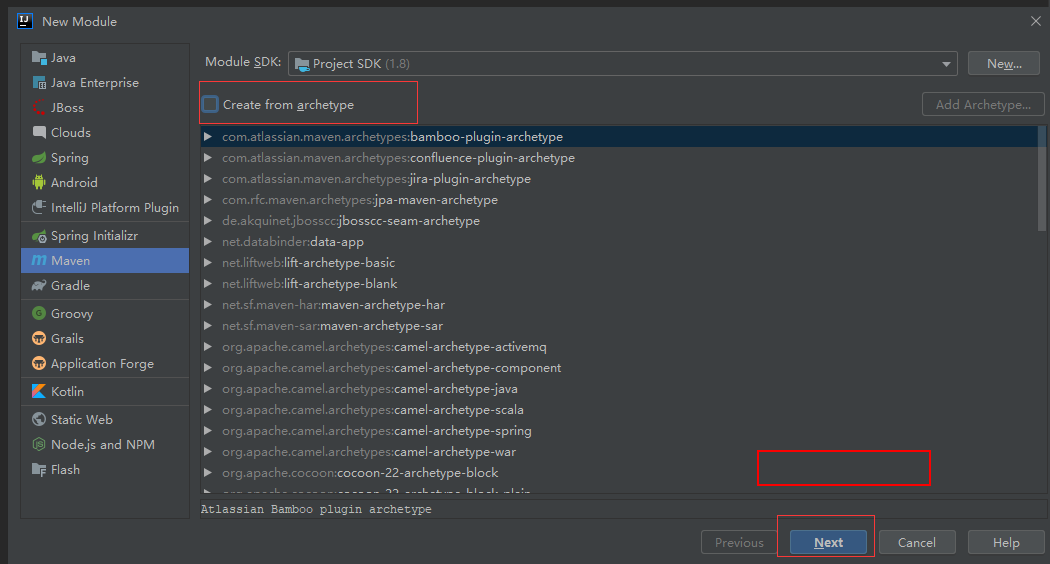 New Module
Java
Java Enterprise
JBoss
Clouds
Spring
Android
IntelliJ Platform Plugin
Spring Initializr
Maven
Gradle
Groovy
Grails
Application Forge
Kotlin
Static Web
Node.js and NPM
Flash
Module SDK: Project SDK (1.8) New...
Create from archetype Add Archetype...
com.atlassian.maven.archetypes:bamboo-plugin-archetype
com.atlassian.maven.archetypes:confluence-plugin-archetype
com.atlassian.maven.archetypes:jira-plugin-archetype
com.rfc.maven.archetypes:jpa-maven-archetype
de.akquinet.jbosscc:jbosscc-seam-archetype
net.databinder:data-app
net.liftweb:lift-archetype-basic
net.liftweb:lift-archetype-blank
net.sf.maven-har:maven-archetype-har
net.sf.maven-sar:maven-archetype-sar
org.apache.camel.archetypes:camel-archetype-activemq
org.apache.camel.archetypes:camel-archetype-component
org.apache.camel.archetypes:camel-archetype-java
org.apache.camel.archetypes:camel-archetype-scala
org.apache.camel.archetypes:camel-archetype-spring
org.apache.camel.archetypes:camel-archetype-war
org.apache.cocoon:cocoon-22-archetype-block
org.apache.cocoon:cocoon-22-archetype-block-plain
Atlassian Bamboo plugin archetype
Previous Next Cancel Help